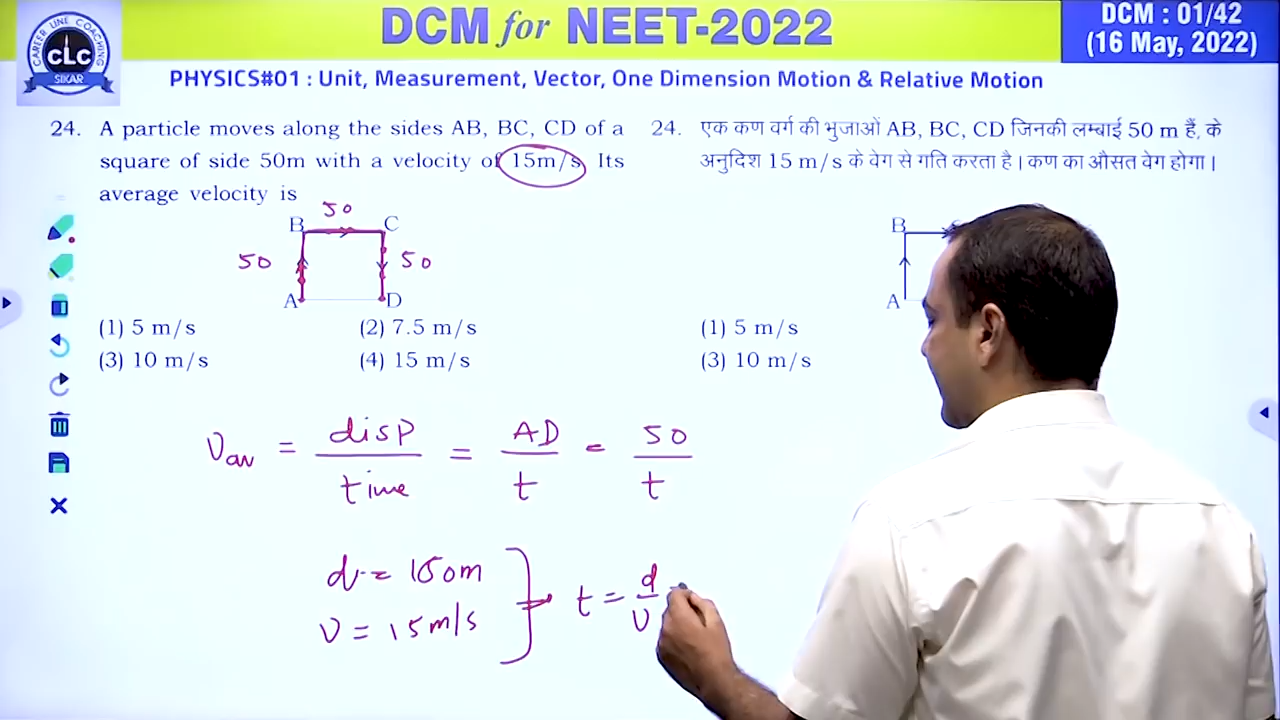 DCM for NEET-2022
DCM : 01/42
(16 May, 2022)
CAREER LINE COACHING
CLC
SIKAR
PHYSICS#01 : Unit, Measurement, Vector, One Dimension Motion & Relative Motion
24. A particle moves along the sides AB, BC, CD of a
square of side 50m with a velocity of 15m/s. Its
average velocity is
50
B C
50 50
A D
(1) 5 m/s (2) 7.5 m/s
(3) 10 m/s (4) 15 m/s
24. एक कण वर्ग की भुजाओं AB, BC, CD जिनकी लम्बाई 50 m हैं, के
अनुदिश 15 m/s के वेग से गति करता है। कण का औसत वेग होगा।
B
A
(1) 5 m/s
(3) 10 m/s
Vav = disp/time = AD/t = 50/t
d = 150m
v = 15m/s
t = d/v